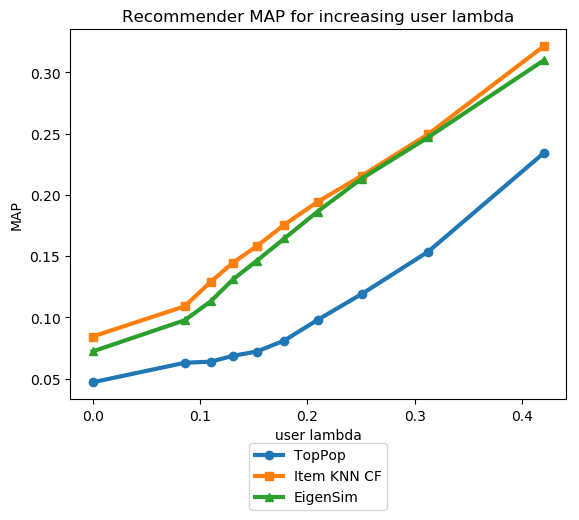 Recommender MAP for increasing user lambda
MAP
0.30
0.25
0.20
0.15
0.10
0.05
0.0
0.1
0.2
0.3
0.4
user lambda
TopPop
Item KNN CF
EigenSim